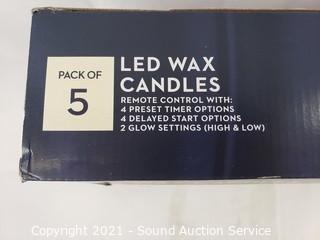 PACK OF
5
LED WAX
CANDLES
REMOTE CONTROL WITH:
4 PRESET TIMER OPTIONS
4 DELAYED START OPTIONS
2 GLOW SETTINGS (HIGH & LOW)
Copyright 2021 - Sound Auction Service